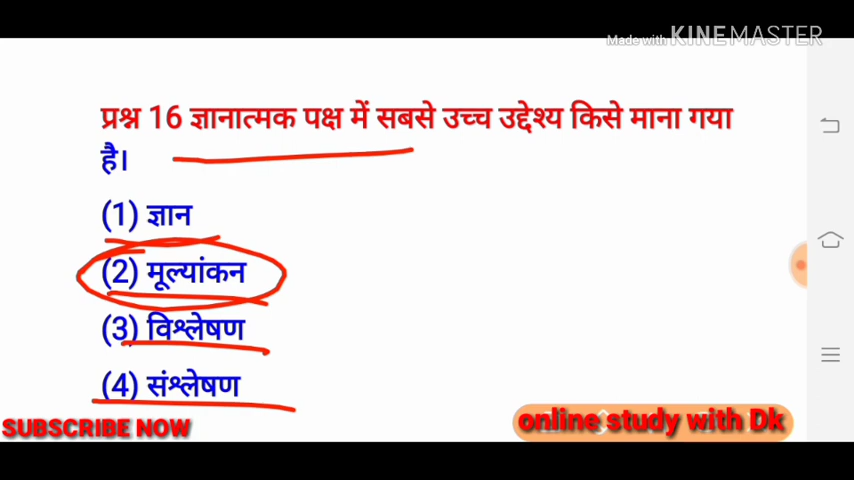 Made with KINEMASTER
प्रश्न 16 ज्ञानात्मक पक्ष में सबसे उच्च उद्देश्य किसे माना गया
है।
(1) ज्ञान
(2) मूल्यांकन
(3) विश्लेषण
(4) संश्लेषण
SUBSCRIBE NOW
online study with Dk